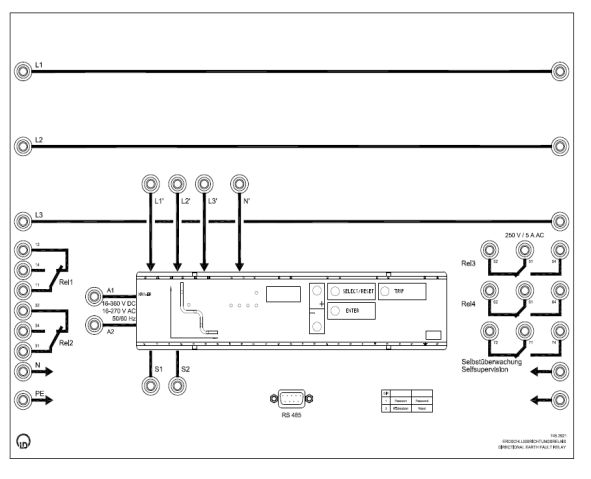 L1
L2
L1' L2' L3' N'
L3
250 V / 5 A AC
Rel3
Rel1
A1
16-360 V DC
16-270 V AC
50/60 Hz
A2
SELECT/RESET
TRIP
+
−
ENTER
Rel4
Rel2
S1 S2
Selbstüberwachung
Selfsupervision
N
PE
RS 485
ERDSCHLUSSRICHTUNGSRELAIS
DIRECTIONAL EARTH FAULT RELAY